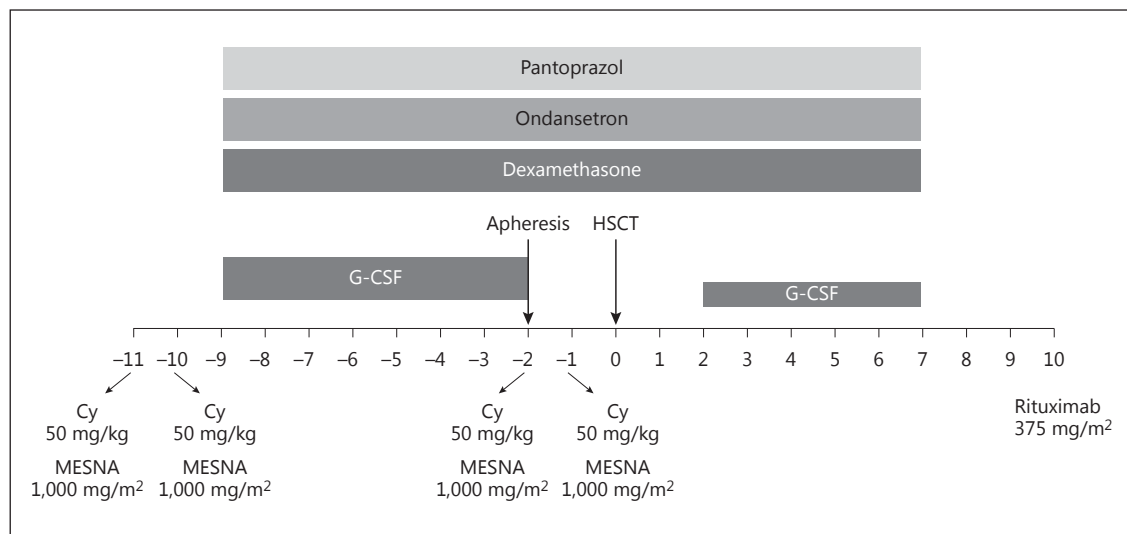 Pantoprazol
Ondansetron
Dexamethasone
Apheresis HSCT
G-CSF
G-CSF
–11 –10 –9 –8 –7 –6 –5 –4 –3 –2 –1 0 1 2 3 4 5 6 7 8 9 10
Cy
50 mg/kg
MESNA
1,000 mg/m²
Cy
50 mg/kg
MESNA
1,000 mg/m²
Cy
50 mg/kg
MESNA
1,000 mg/m²
Cy
50 mg/kg
MESNA
1,000 mg/m²
Rituximab
375 mg/m²